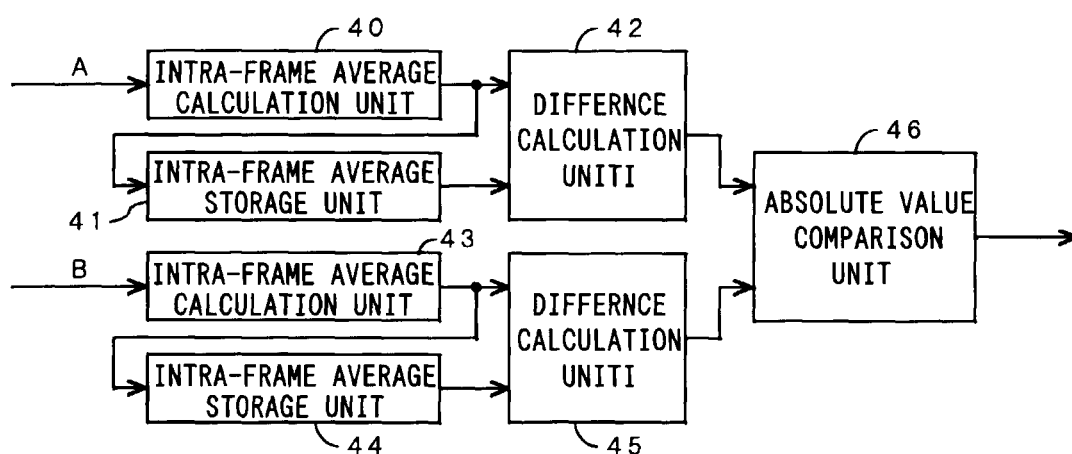 40
A
INTRA-FRAME AVERAGE
CALCULATION UNIT
42
DIFFERNCE
CALCULATION
UNITI
INTRA-FRAME AVERAGE
STORAGE UNIT
41
46
ABSOLUTE VALUE
COMPARISON
UNIT
43
B
INTRA-FRAME AVERAGE
CALCULATION UNIT
DIFFERNCE
CALCULATION
UNITI
INTRA-FRAME AVERAGE
STORAGE UNIT
44
45